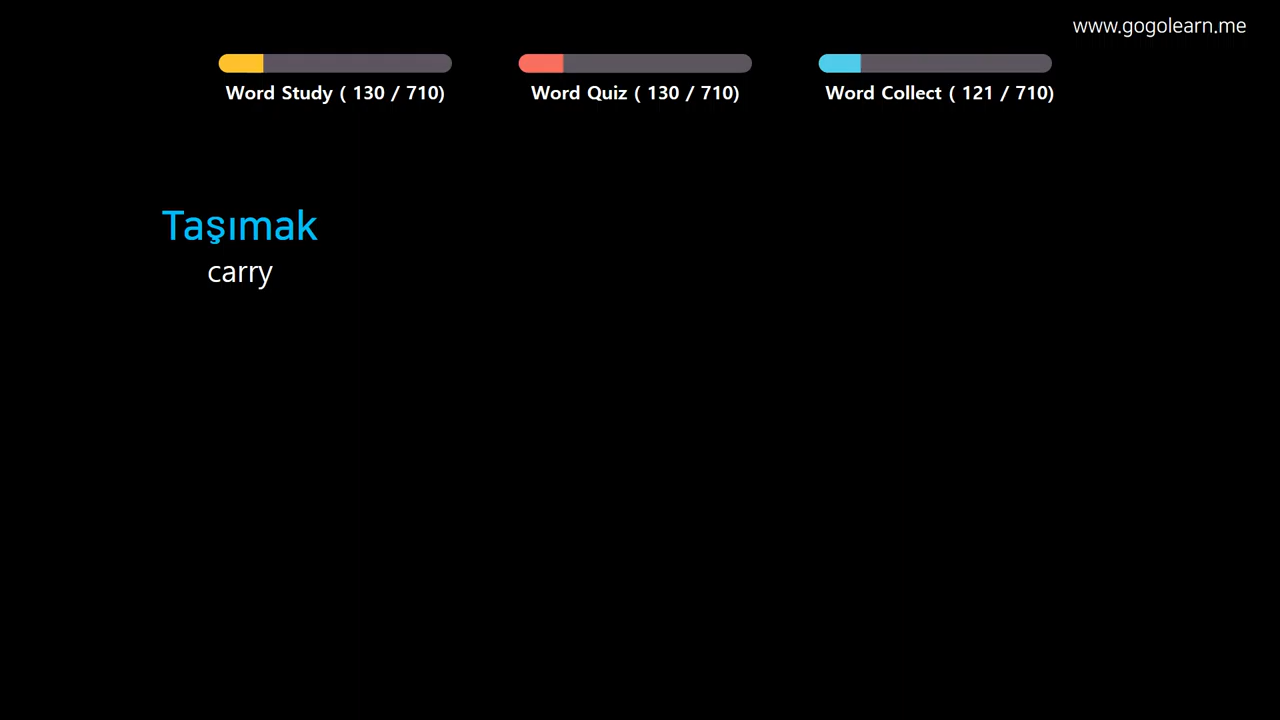 www.gogolearn.me
Word Study ( 130 / 710)
Word Quiz ( 130 / 710)
Word Collect ( 121 / 710)
Taşımak
carry